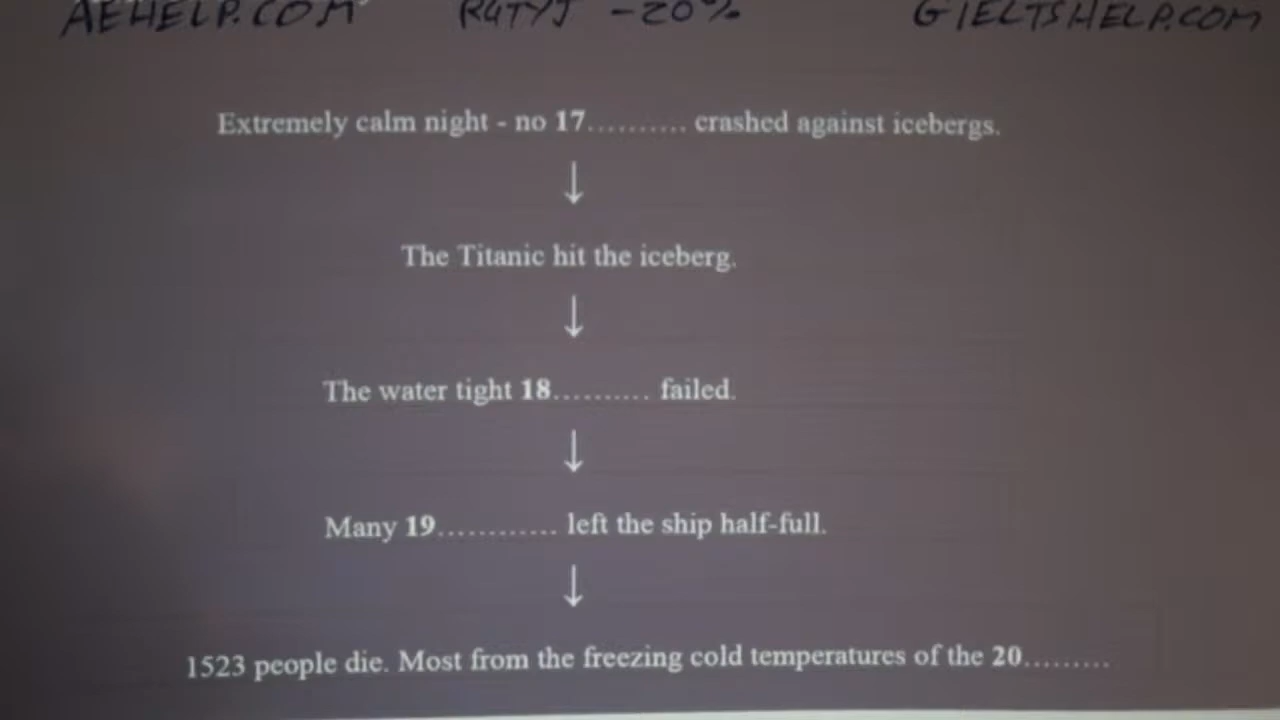 AEHELP.COM R4TYJ -20% GIELTSHELP.COM
Extremely calm night - no 17.......... crashed against icebergs.
↓
The Titanic hit the iceberg.
↓
The water tight 18.......... failed.
↓
Many 19............ left the ship half-full.
↓
1523 people die. Most from the freezing cold temperatures of the 20.........